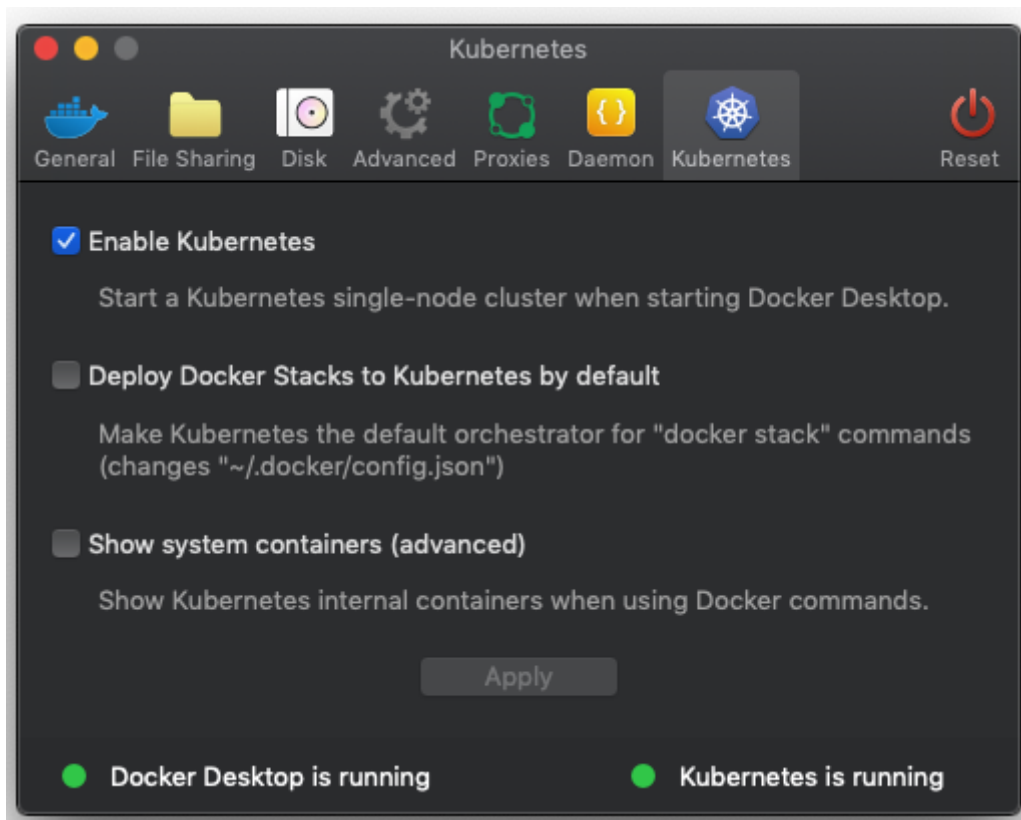 Kubernetes
General
File Sharing
Disk
Advanced
Proxies
Daemon
Kubernetes
Reset
Enable Kubernetes
Start a Kubernetes single-node cluster when starting Docker Desktop.
Deploy Docker Stacks to Kubernetes by default
Make Kubernetes the default orchestrator for "docker stack" commands
(changes "~/.docker/config.json")
Show system containers (advanced)
Show Kubernetes internal containers when using Docker commands.
Apply
Docker Desktop is running
Kubernetes is running